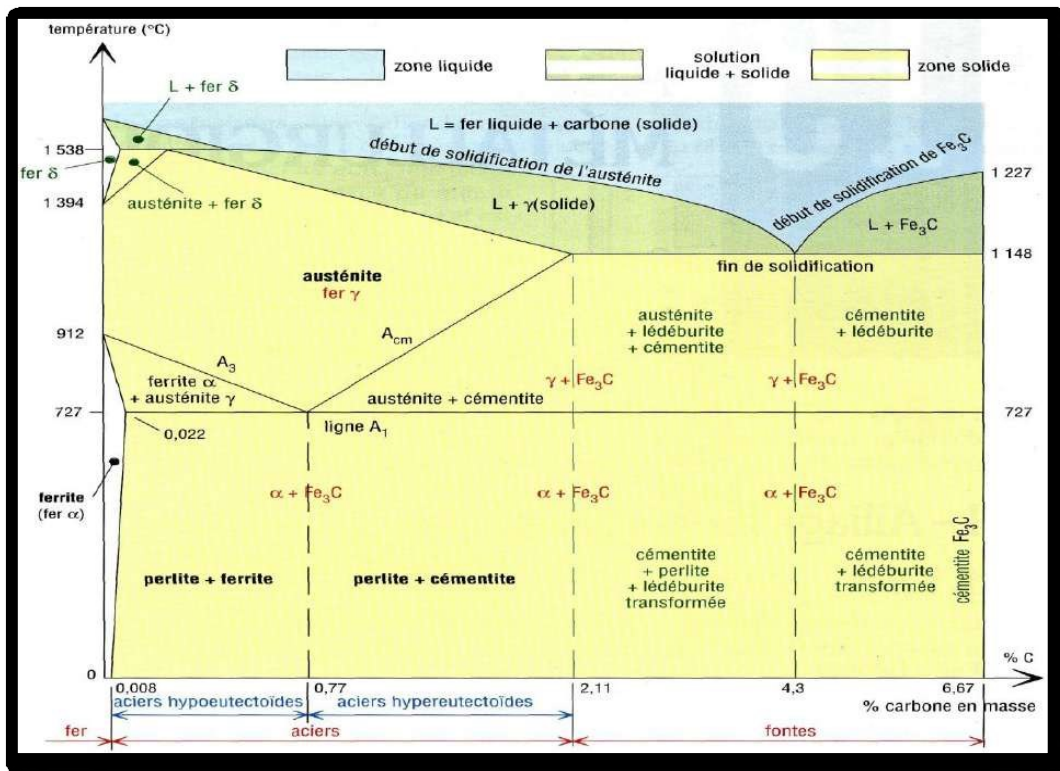 température (°C)
zone liquide
solution
liquide + solide
zone solide
L + fer δ
L = fer liquide + carbone (solide)
début de solidification de l'austénite
début de solidification de Fe3C
1 538
fer δ
1 394
austénite + fer δ
L + γ(solide)
L + Fe3C
1 227
1 148
fin de solidification
austénite
fer γ
austénite
+ lédéburite
+ cémentite
cémentite
+ lédéburite
912
A3
Acm
ferrite α
+ austénite γ
austénite + cémentite
γ + Fe3C
γ + Fe3C
727
727
0,022
ligne A1
ferrite
(fer α)
α + Fe3C
α + Fe3C
α + Fe3C
perlite + ferrite
perlite + cémentite
cémentite
+ perlite
+ lédéburite
transformée
cémentite
+ lédéburite
transformée
cémentite Fe3C
0
% C
0,008
0,77
2,11
4,3
6,67
aciers hypoeutectoïdes
aciers hypereutectoïdes
% carbone en masse
fer
aciers
fontes